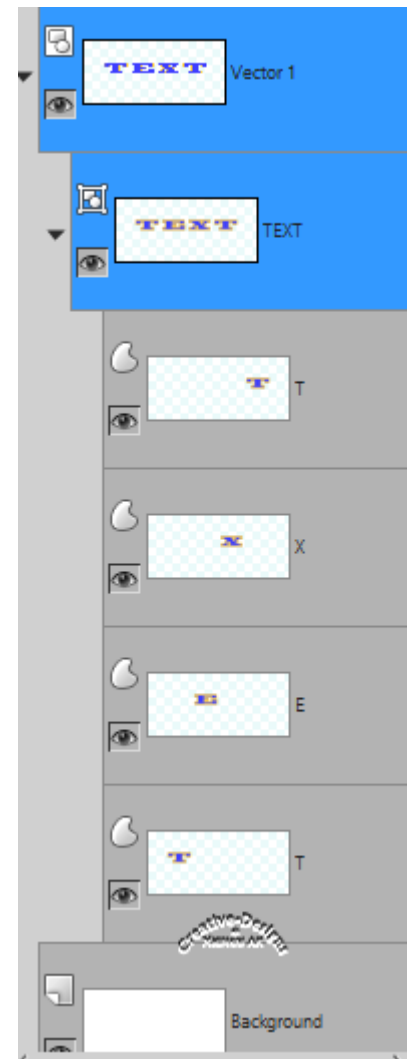 TEXT Vector 1
TEXT TEXT
T T
X X
E E
T T
Creative-Designs
Background